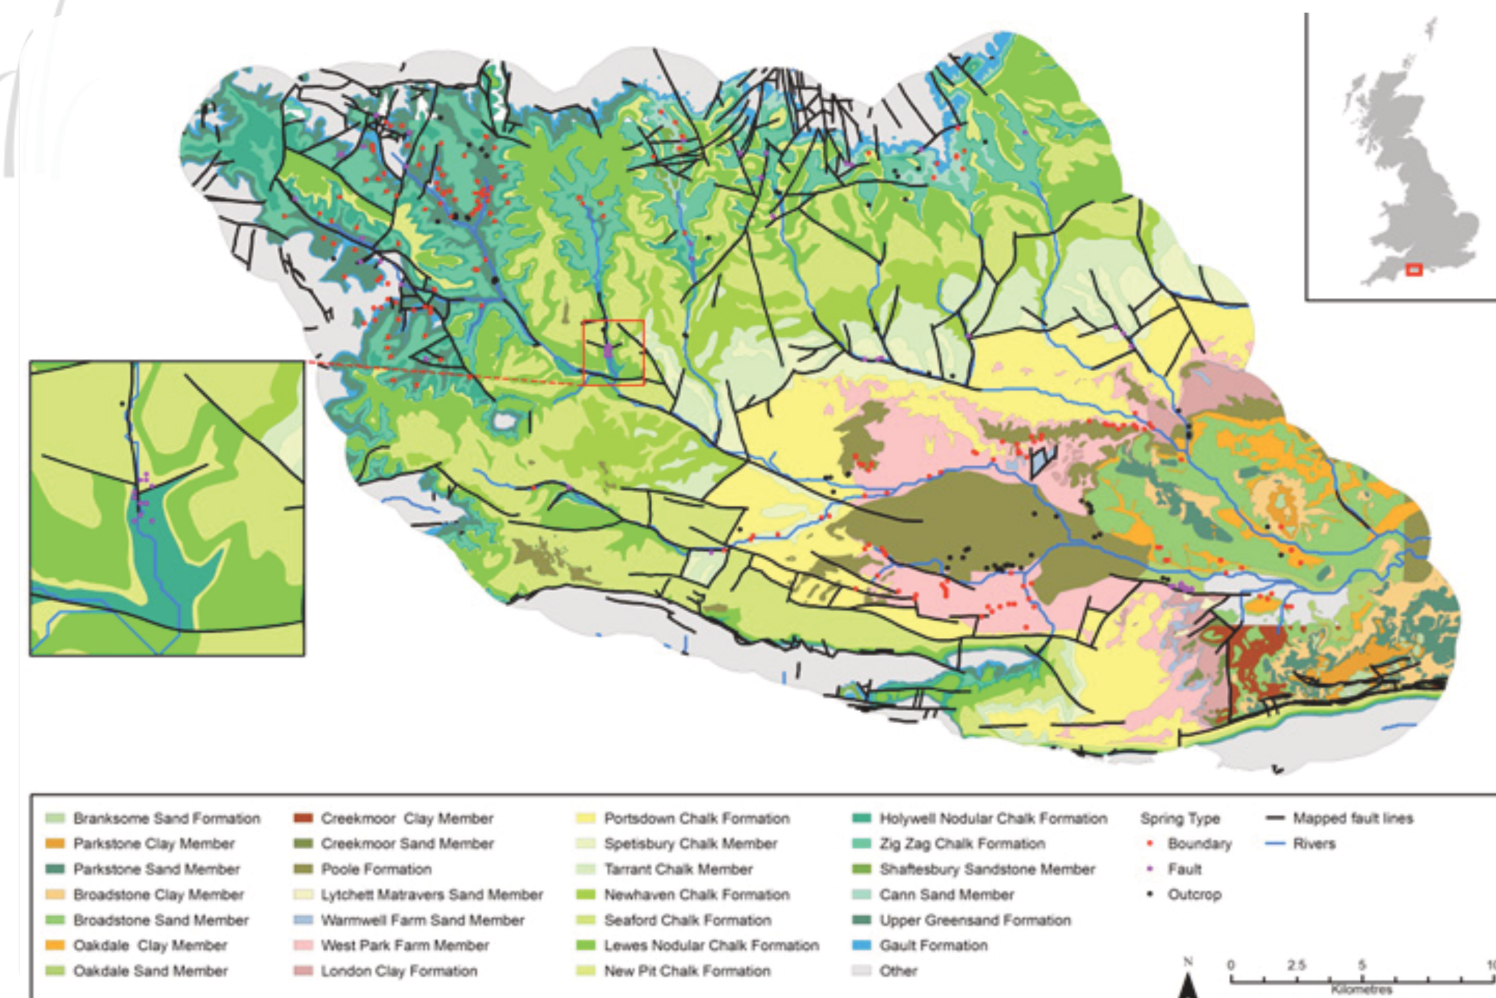 Branksome Sand Formation
Parkstone Clay Member
Parkstone Sand Member
Broadstone Clay Member
Broadstone Sand Member
Oakdale Clay Member
Oakdale Sand Member
Creekmoor Clay Member
Creekmoor Sand Member
Poole Formation
Lytchett Matravers Sand Member
Warmwell Farm Sand Member
West Park Farm Member
London Clay Formation
Portsdown Chalk Formation
Spetisbury Chalk Member
Tarrant Chalk Member
Newhaven Chalk Formation
Seaford Chalk Formation
Lewes Nodular Chalk Formation
New Pit Chalk Formation
Holywell Nodular Chalk Formation
Zig Zag Chalk Formation
Shaftesbury Sandstone Member
Cann Sand Member
Upper Greensand Formation
Gault Formation
Other
Spring Type
Boundary
Fault
Outcrop
Mapped fault lines
Rivers
N
0 2.5 5 10
Kilometres